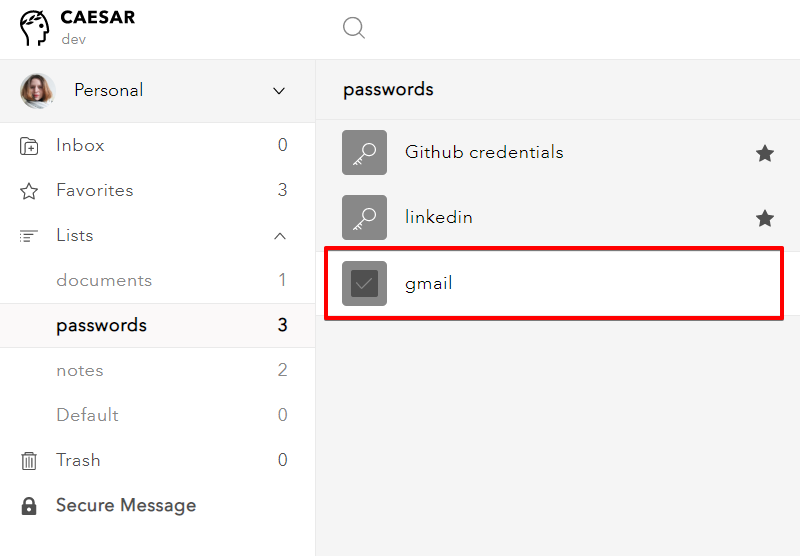 CAESAR
dev
Personal
Inbox 0
Favorites 3
Lists
documents 1
passwords 3
notes 2
Default 0
Trash 0
Secure Message
passwords
Github credentials
linkedin
gmail